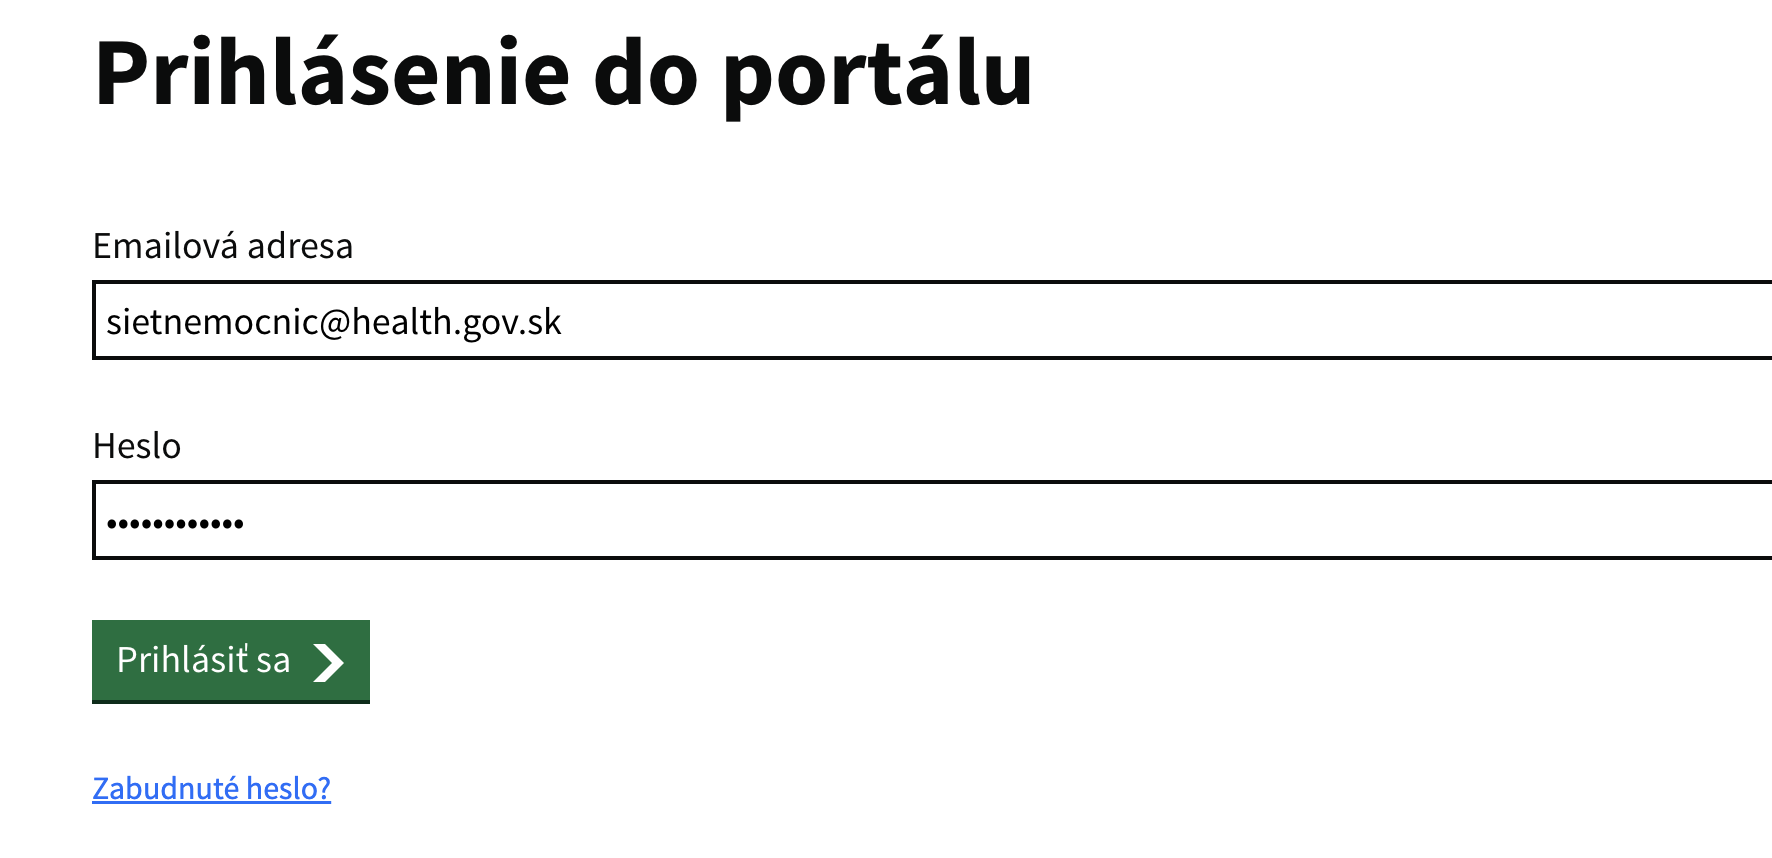 Prihlásenie do portálu
Emailová adresa
sietnemocnic@health.gov.sk
Heslo
••••••••••••
Prihlásiť sa
Zabudnuté heslo?